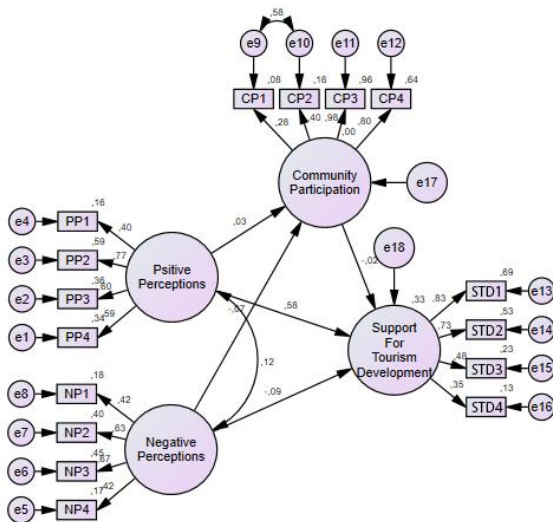 ,58
e9 e10 e11 e12
,08 ,16 ,96 ,64
CP1 CP2 CP3 CP4
,28 ,40 ,98 ,00 ,80
Community
Participation
e17
e18
,03
-,07
-,02
,58
,12
-,09
e4 PP1 ,16 ,40
e3 PP2 ,59 ,77
e2 PP3 ,36 ,60
e1 PP4 ,34 ,59
Psitive
Perceptions
e8 NP1 ,18 ,42
e7 NP2 ,40 ,63
e6 NP3 ,45 ,67
e5 NP4 ,17 ,42
Negative
Perceptions
,33
Support
For
Tourism
Development
,83 STD1 ,69 e13
,73 STD2 ,53 e14
,48 STD3 ,23 e15
,35 STD4 ,13 e16